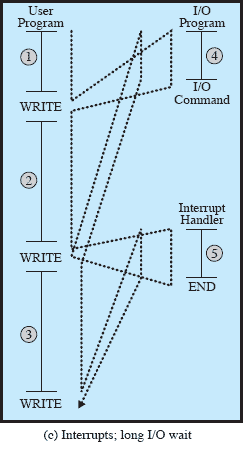 User
Program
I/O
Program
1
4
WRITE
I/O
Command
2
Interrupt
Handler
WRITE
5
END
3
WRITE
(c) Interrupts; long I/O wait